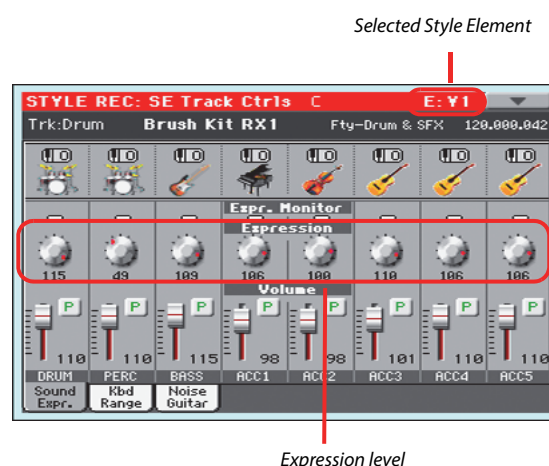 Selected Style Element
STYLE REC: SE Track Ctrls C E: V1
Trk:Drum Brush Kit RX1 Fty-Drum & SFX 120.000.042
Expr. Monitor
Expression
115 49 109 106 100 110 106 106
Volume
P P P P P P P P
110 110 115 98 98 101 110 110
DRUM PERC BASS ACC1 ACC2 ACC3 ACC4 ACC5
Sound Expr. Kbd Range Noise Guitar
Expression level